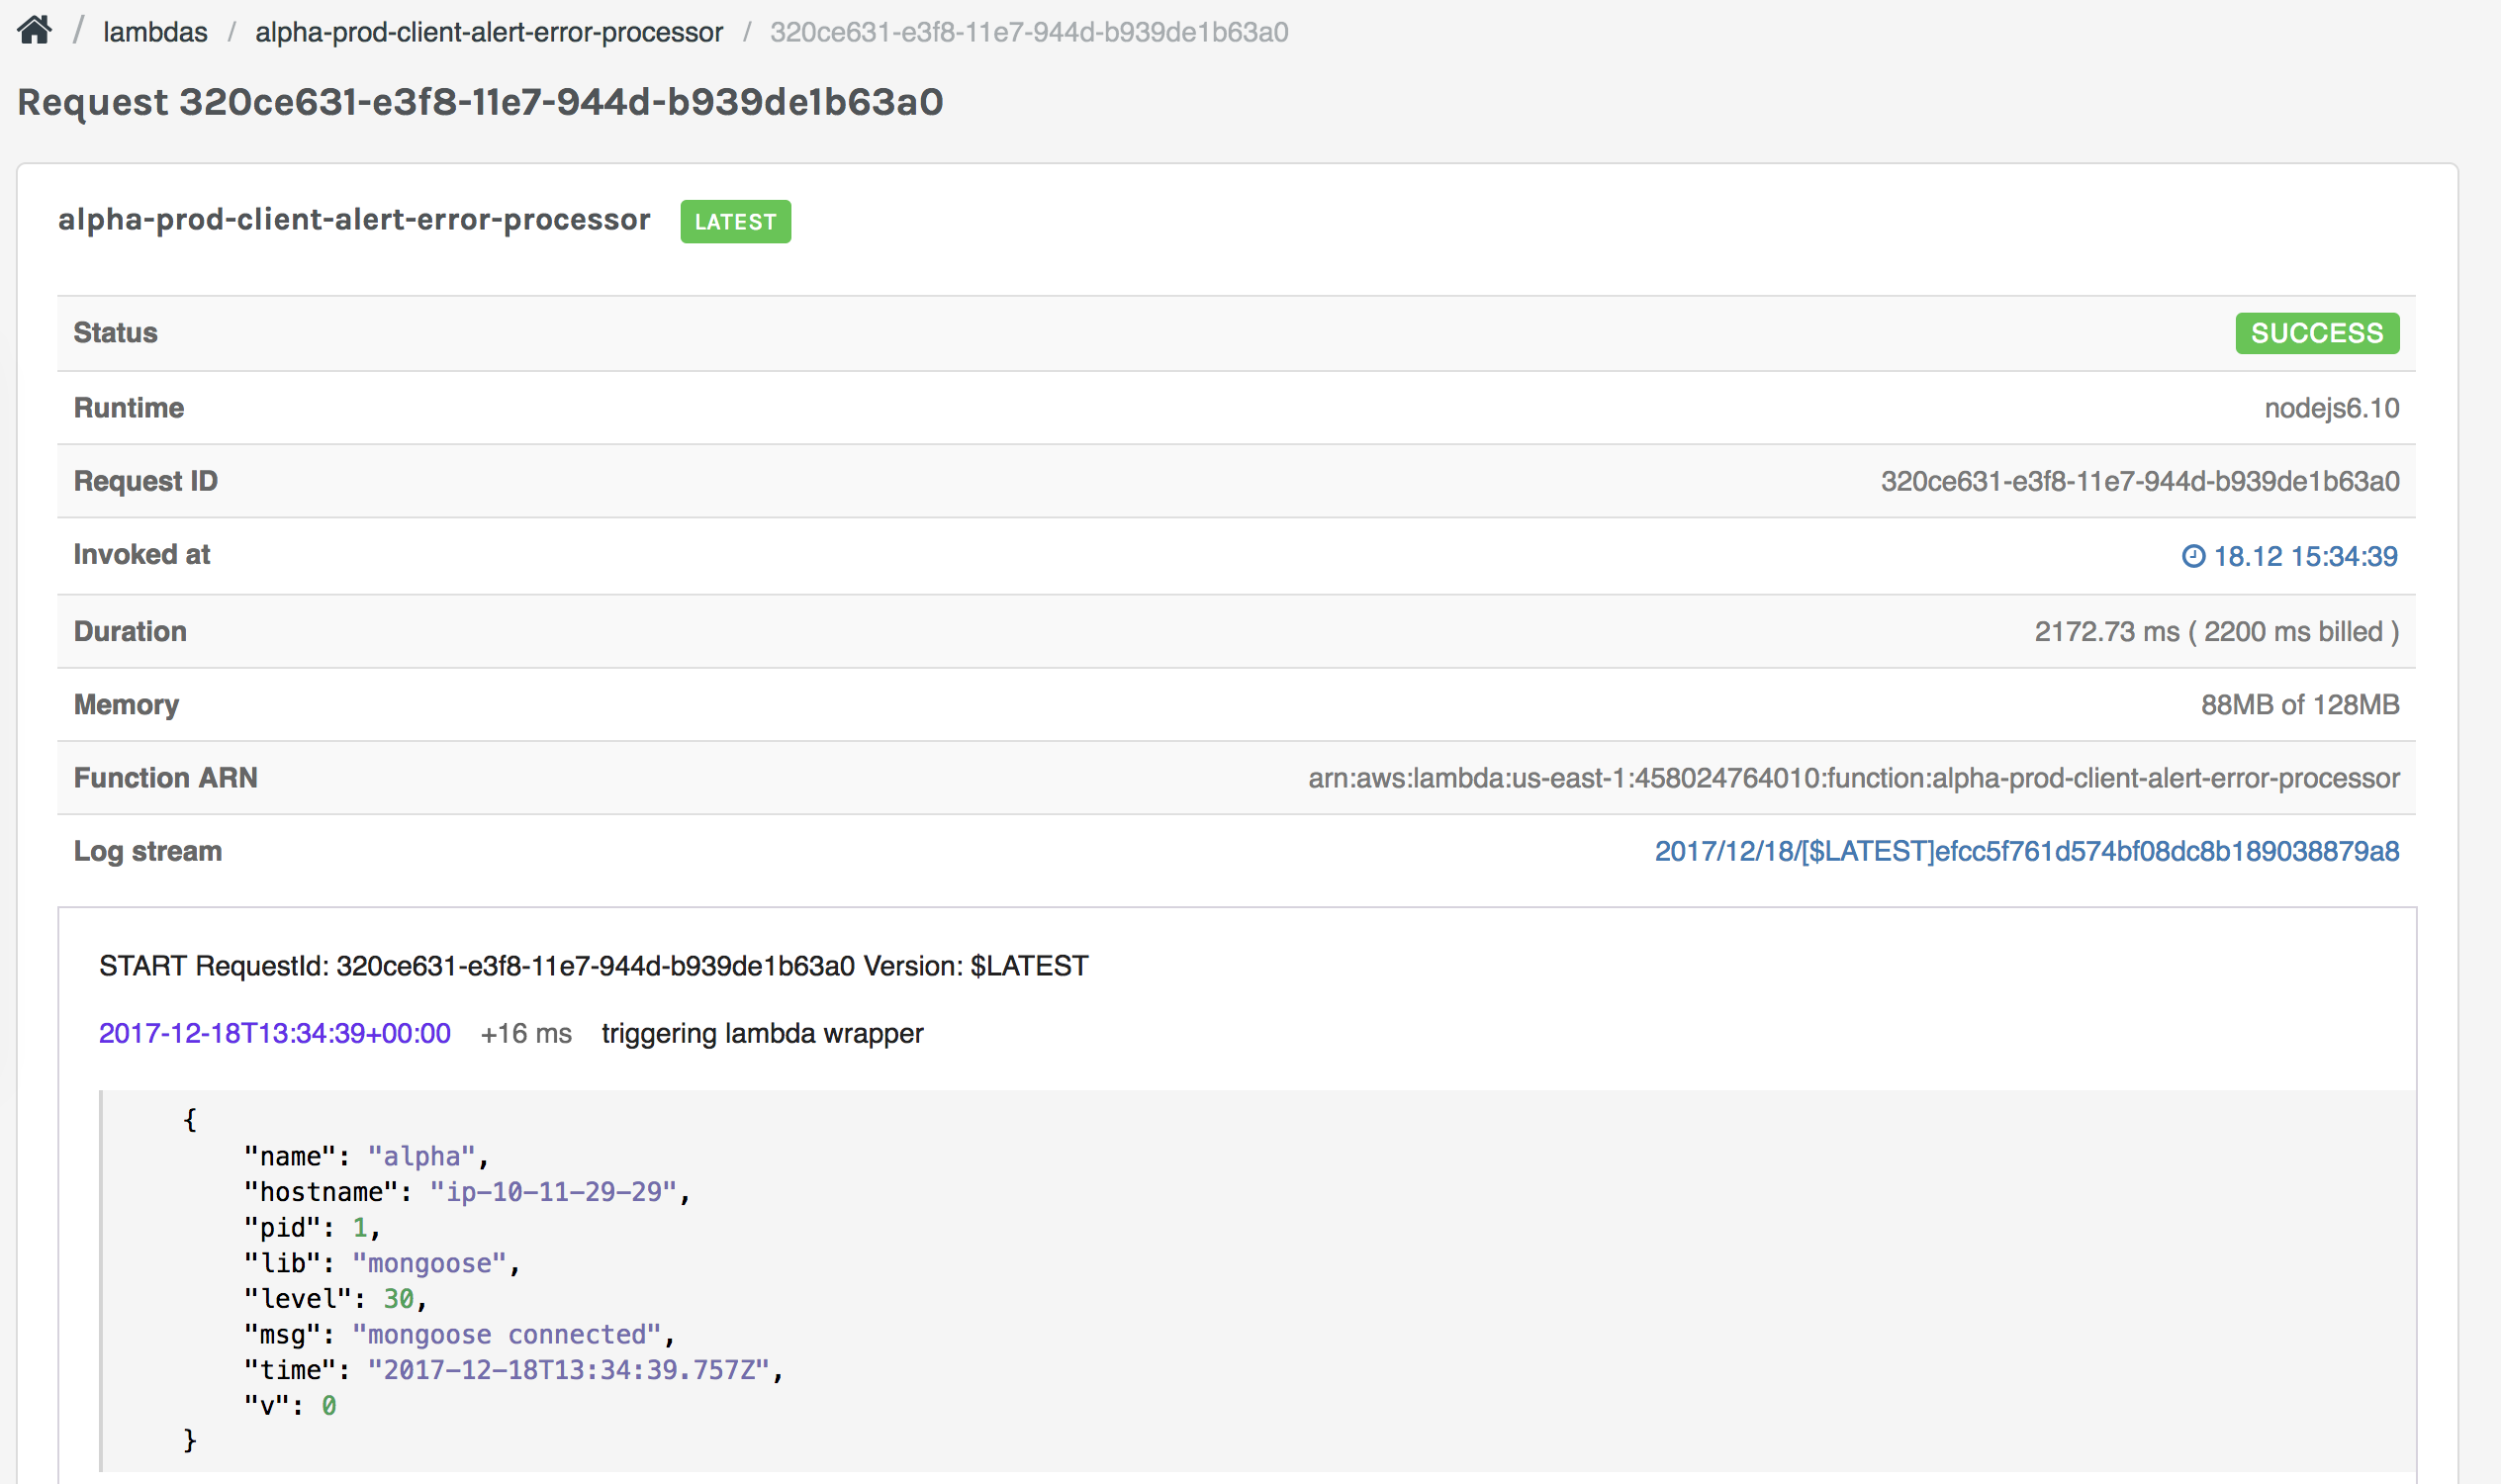 / lambdas / alpha-prod-client-alert-error-processor / 320ce631-e3f8-11e7-944d-b939de1b63a0
Request 320ce631-e3f8-11e7-944d-b939de1b63a0
alpha-prod-client-alert-error-processor LATEST
Status SUCCESS
Runtime nodejs6.10
Request ID 320ce631-e3f8-11e7-944d-b939de1b63a0
Invoked at 18.12 15:34:39
Duration 2172.73 ms ( 2200 ms billed )
Memory 88MB of 128MB
Function ARN arn:aws:lambda:us-east-1:458024764010:function:alpha-prod-client-alert-error-processor
Log stream 2017/12/18/[$LATEST]efcc5f761d574bf08dc8b189038879a8
START RequestId: 320ce631-e3f8-11e7-944d-b939de1b63a0 Version: $LATEST
2017-12-18T13:34:39+00:00 +16 ms triggering lambda wrapper
{
"name": "alpha",
"hostname": "ip-10-11-29-29",
"pid": 1,
"lib": "mongoose",
"level": 30,
"msg": "mongoose connected",
"time": "2017-12-18T13:34:39.757Z",
"v": 0
}